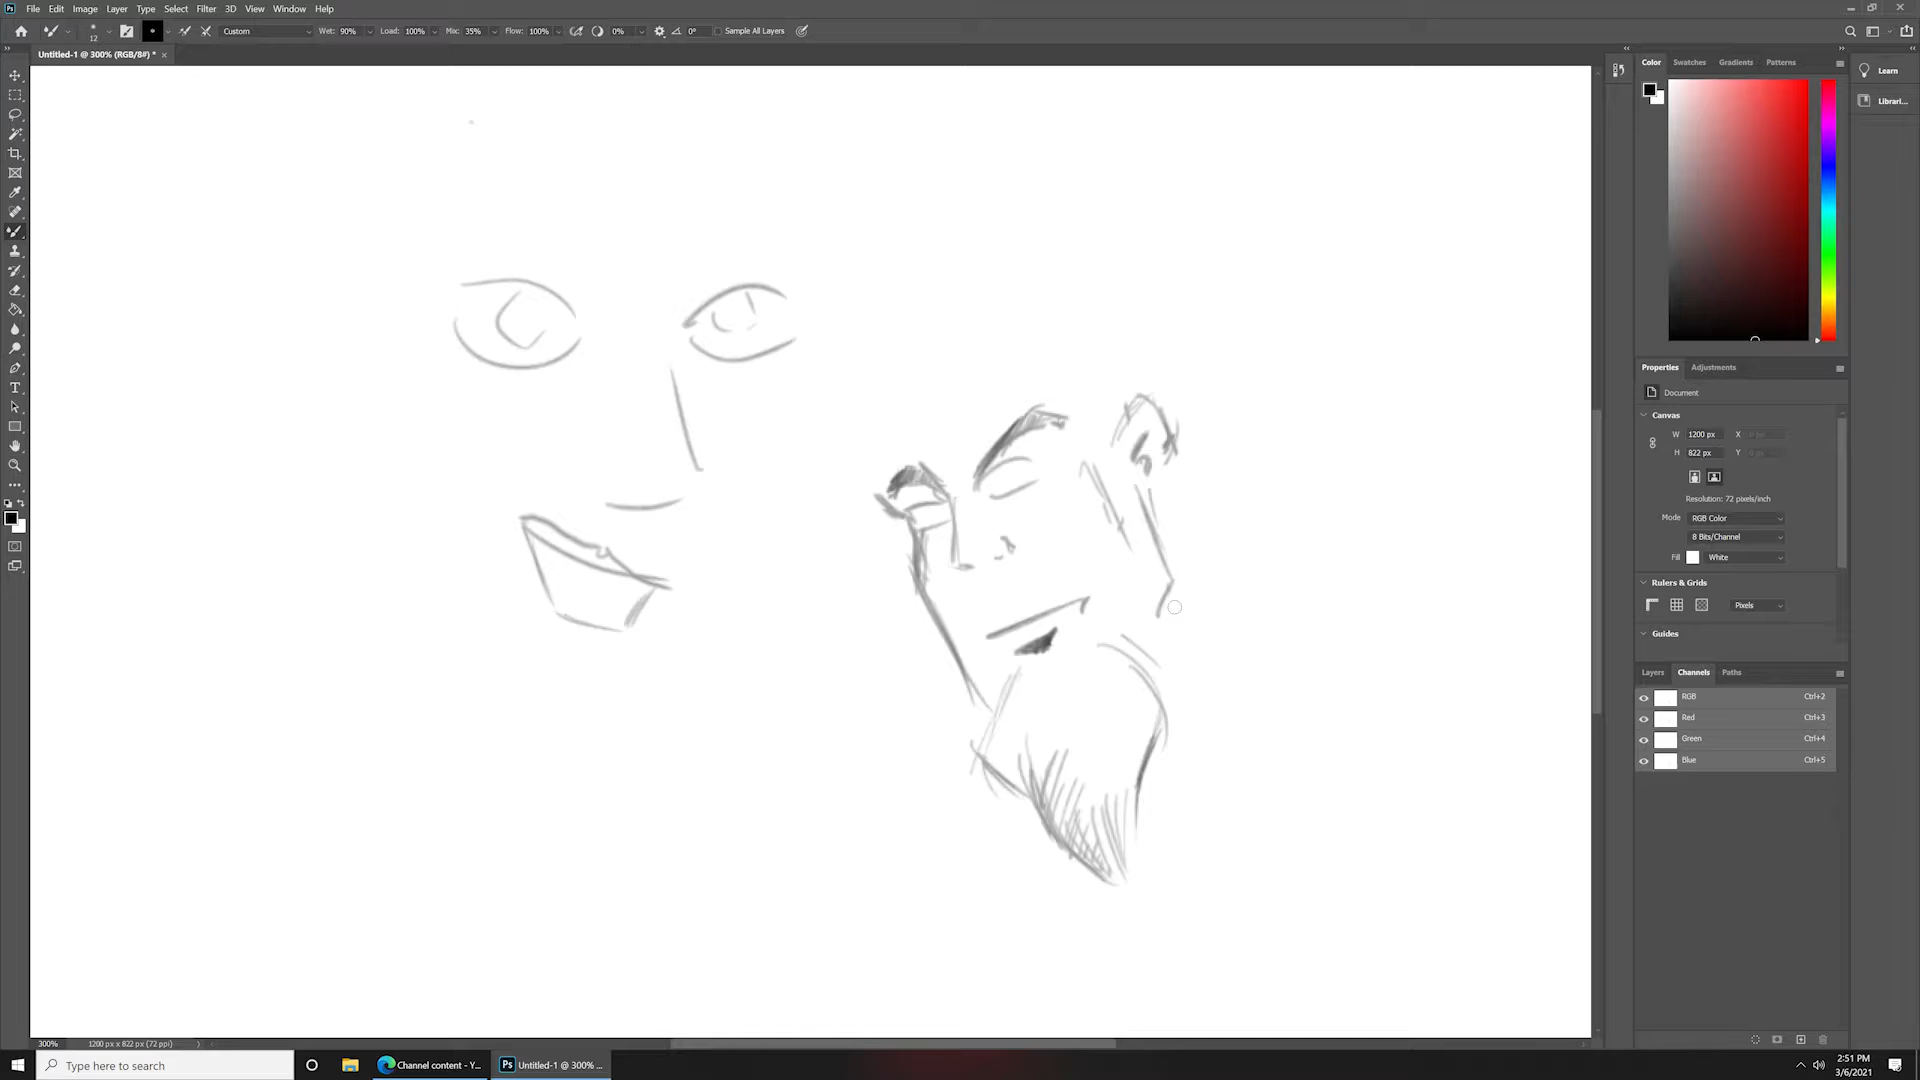 Ps File Edit Image Layer Type Select Filter 3D View Window Help
12 Custom Wet: 90% Load: 100% Mix: 35% Flow: 100% 0% 0° Sample All Layers
Untitled-1 @ 300% (RGB/8#) * ×
Color Swatches Gradients Patterns
Learn
Librari...
Properties Adjustments
Document
Canvas
W 1200 px X
H 822 px Y
Resolution: 72 pixels/inch
Mode RGB Color
8 Bits/Channel
Fill White
Rulers & Grids
Pixels
Guides
Layers Channels Paths
RGB Ctrl+2
Red Ctrl+3
Green Ctrl+4
Blue Ctrl+5
300% 1200 px x 822 px (72 ppi)
Type here to search
Channel content - Y...
Ps Untitled-1 @ 300% ...
2:51 PM
3/6/2021